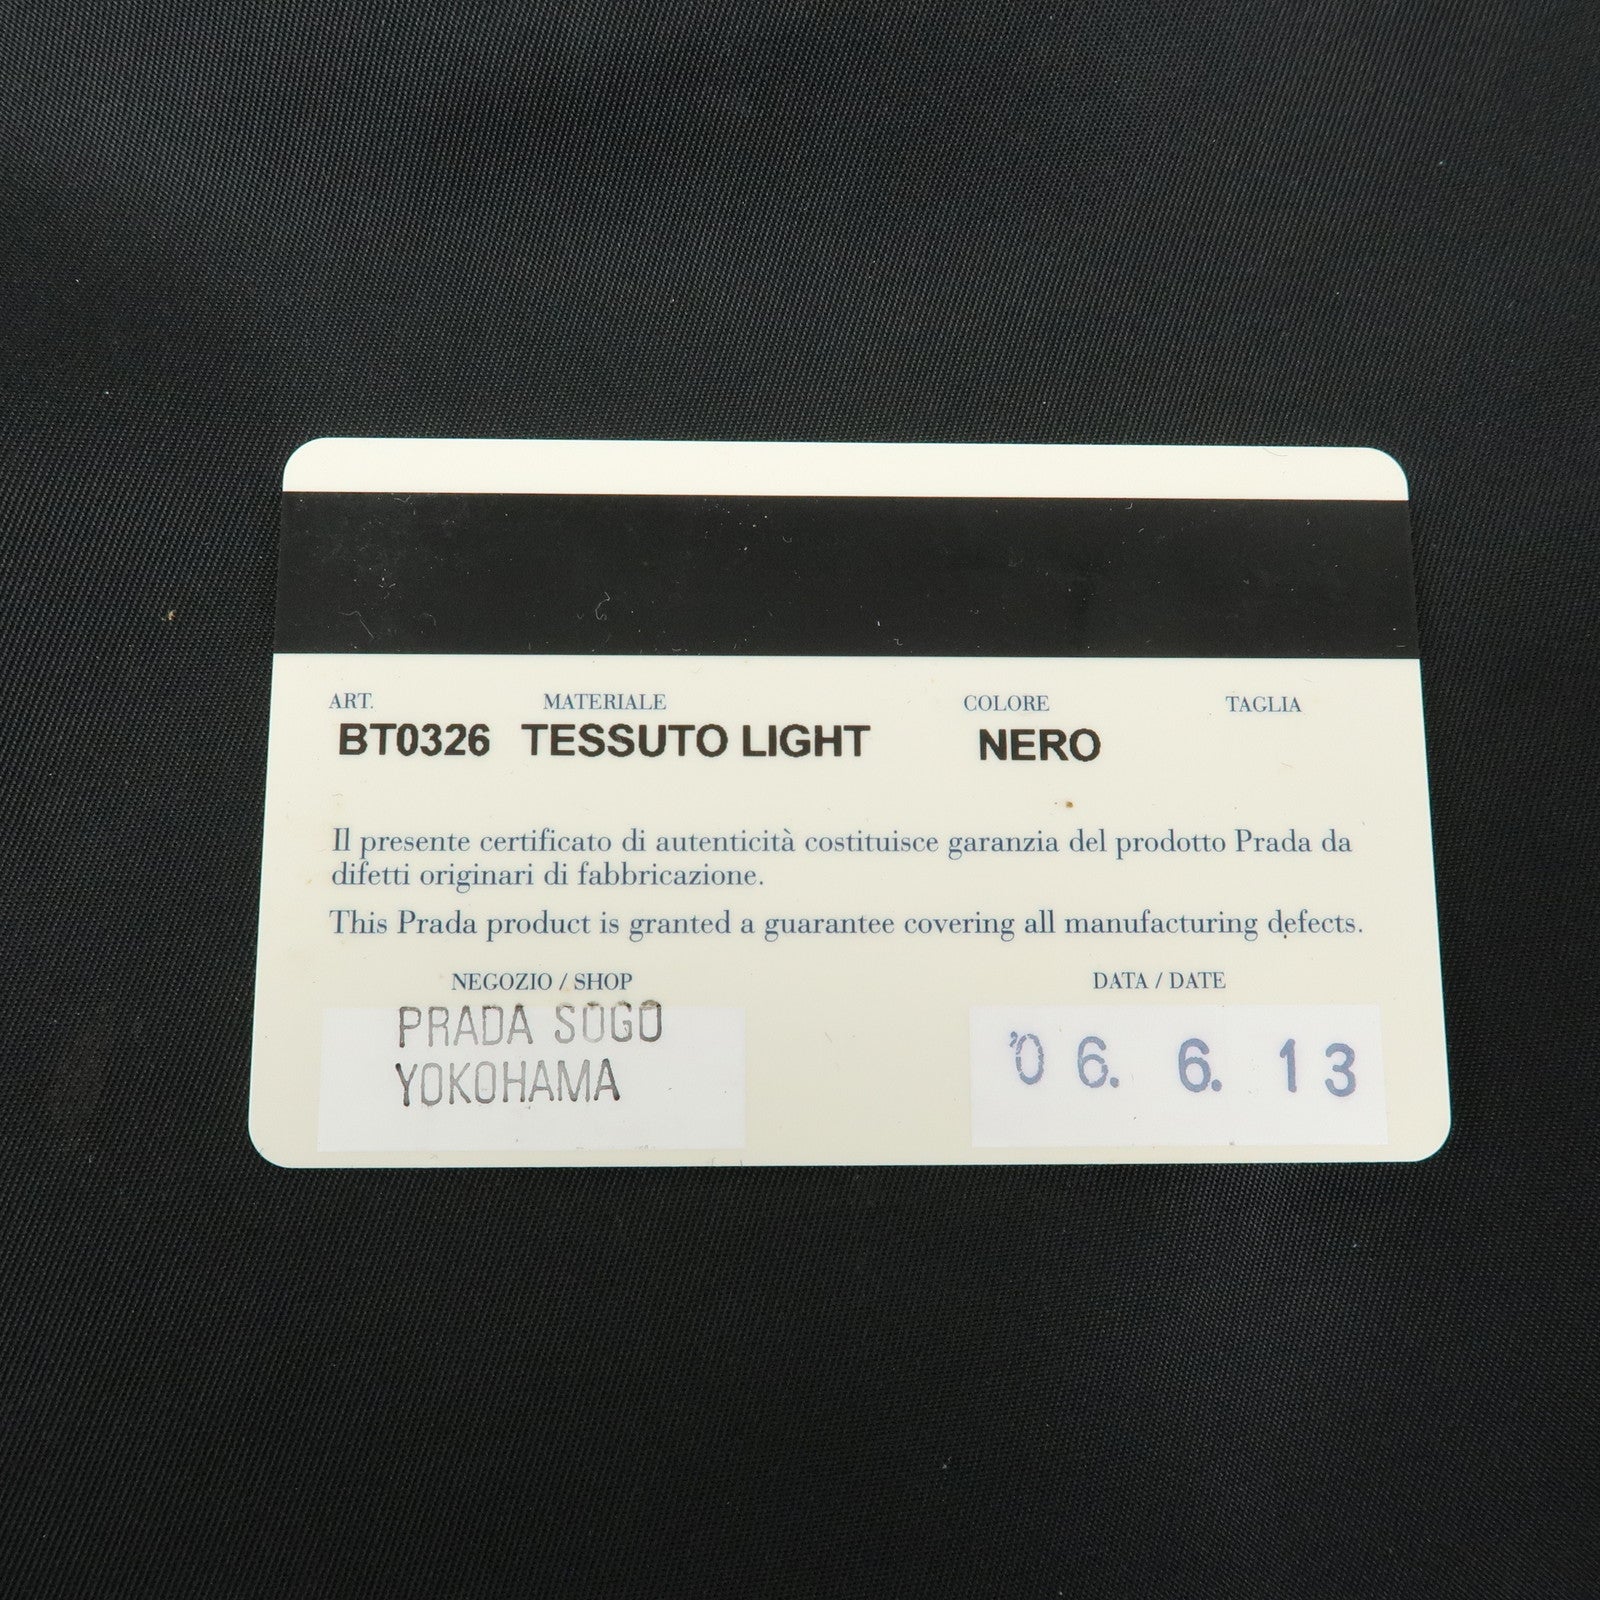 ART. MATERIALE COLORE TAGLIA
BT0326 TESSUTO LIGHT NERO
Il presente certificato di autenticità costituisce garanzia del prodotto Prada da
difetti originari di fabbricazione.
This Prada product is granted a guarantee covering all manufacturing defects.
NEGOZIO / SHOP DATA / DATE
PRADA SOGO
YOKOHAMA
'06. 6. 13